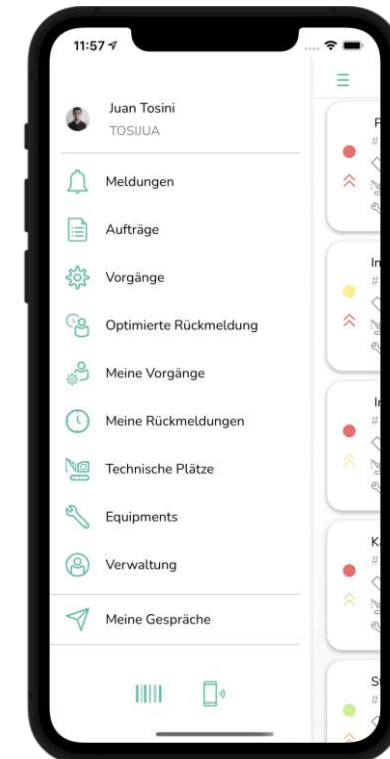 11:57
Juan Tosini
TOSIJUA
Meldungen
Aufträge
Vorgänge
Optimierte Rückmeldung
Meine Vorgänge
Meine Rückmeldungen
Technische Plätze
Equipments
Verwaltung
Meine Gespräche
P
#
In
#
#
K
#
S
#